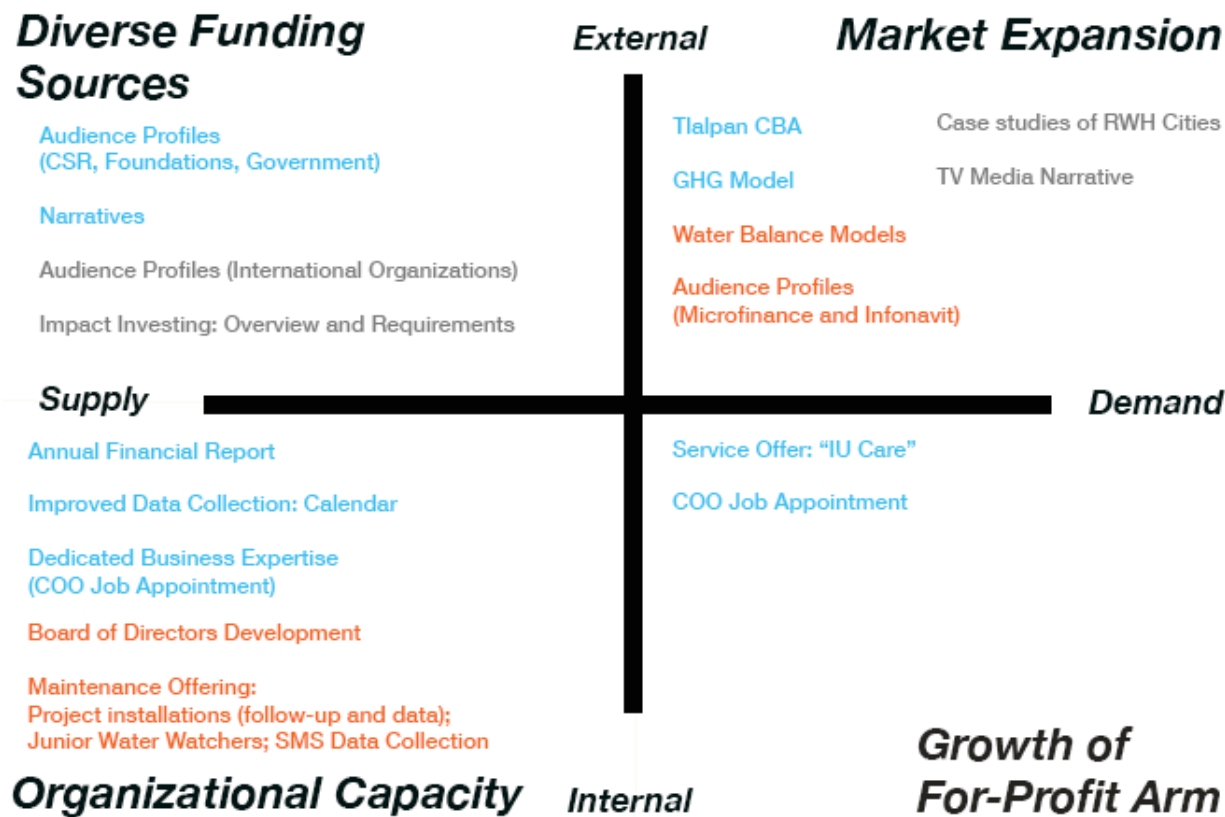 Diverse Funding
Sources
External
Market Expansion
Audience Profiles
(CSR, Foundations, Government)
Narratives
Audience Profiles (International Organizations)
Impact Investing: Overview and Requirements
Tlalpan CBA
GHG Model
Water Balance Models
Audience Profiles
(Microfinance and Infonavit)
Case studies of RWH Cities
TV Media Narrative
Supply
Demand
Annual Financial Report
Improved Data Collection: Calendar
Dedicated Business Expertise
(COO Job Appointment)
Board of Directors Development
Maintenance Offering:
Project installations (follow-up and data);
Junior Water Watchers; SMS Data Collection
Service Offer: “IU Care”
COO Job Appointment
Organizational Capacity
Internal
Growth of
For-Profit Arm